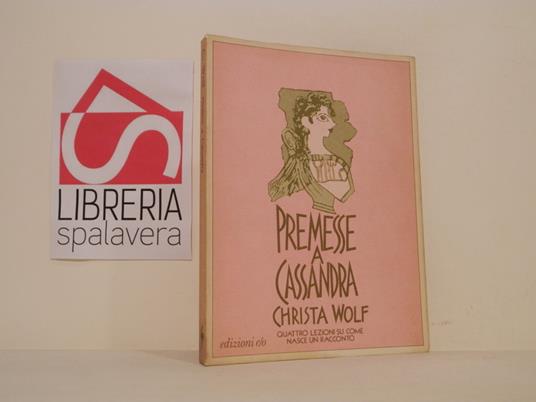 LIBRERIA
spalavera
PREMESSE
A
CASSANDRA
CHRISTA WOLF
QUATTRO LEZIONI SU COME
NASCE UN RACCONTO
edizioni e/o